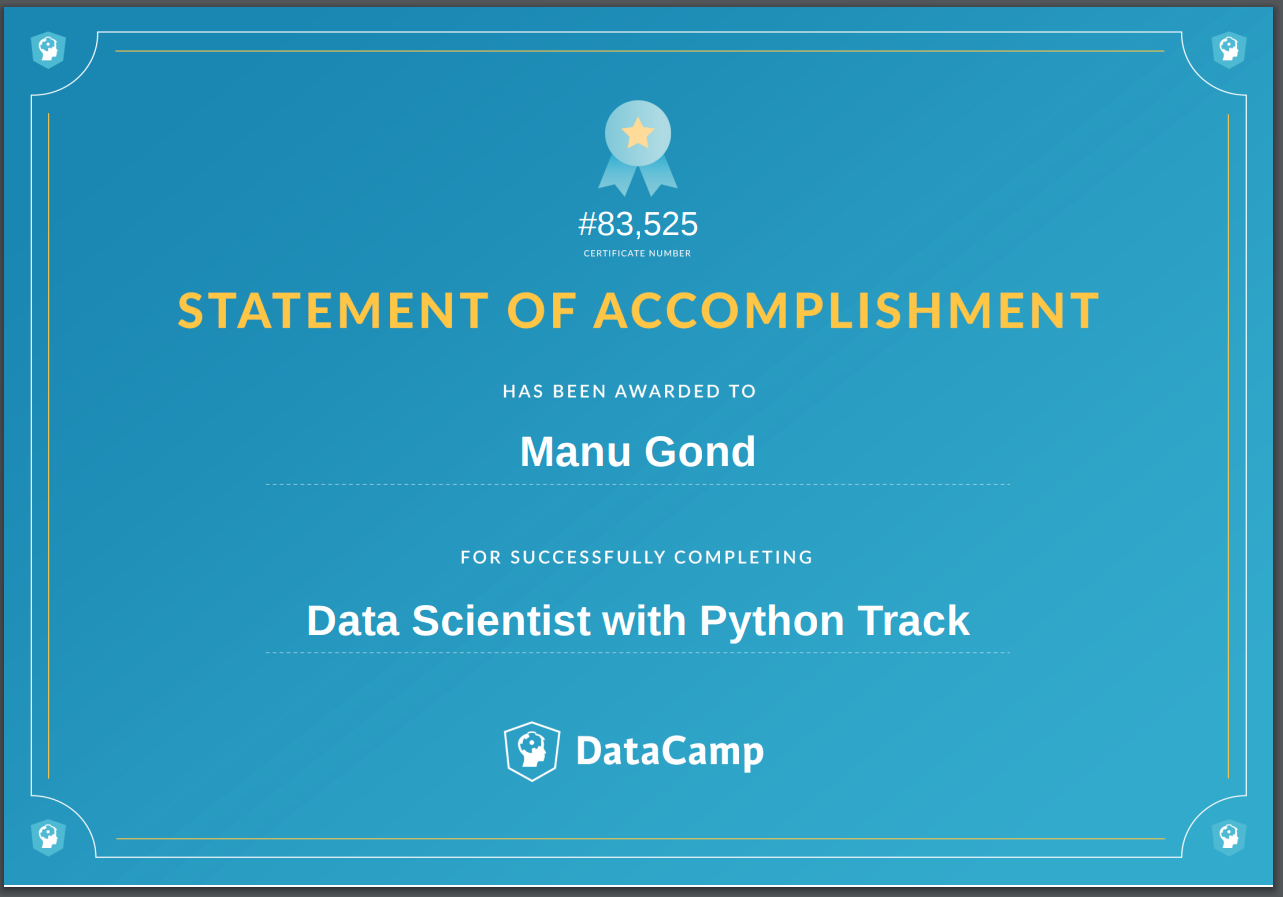 #83,525
CERTIFICATE NUMBER
STATEMENT OF ACCOMPLISHMENT
HAS BEEN AWARDED TO
Manu Gond
FOR SUCCESSFULLY COMPLETING
Data Scientist with Python Track
DataCamp